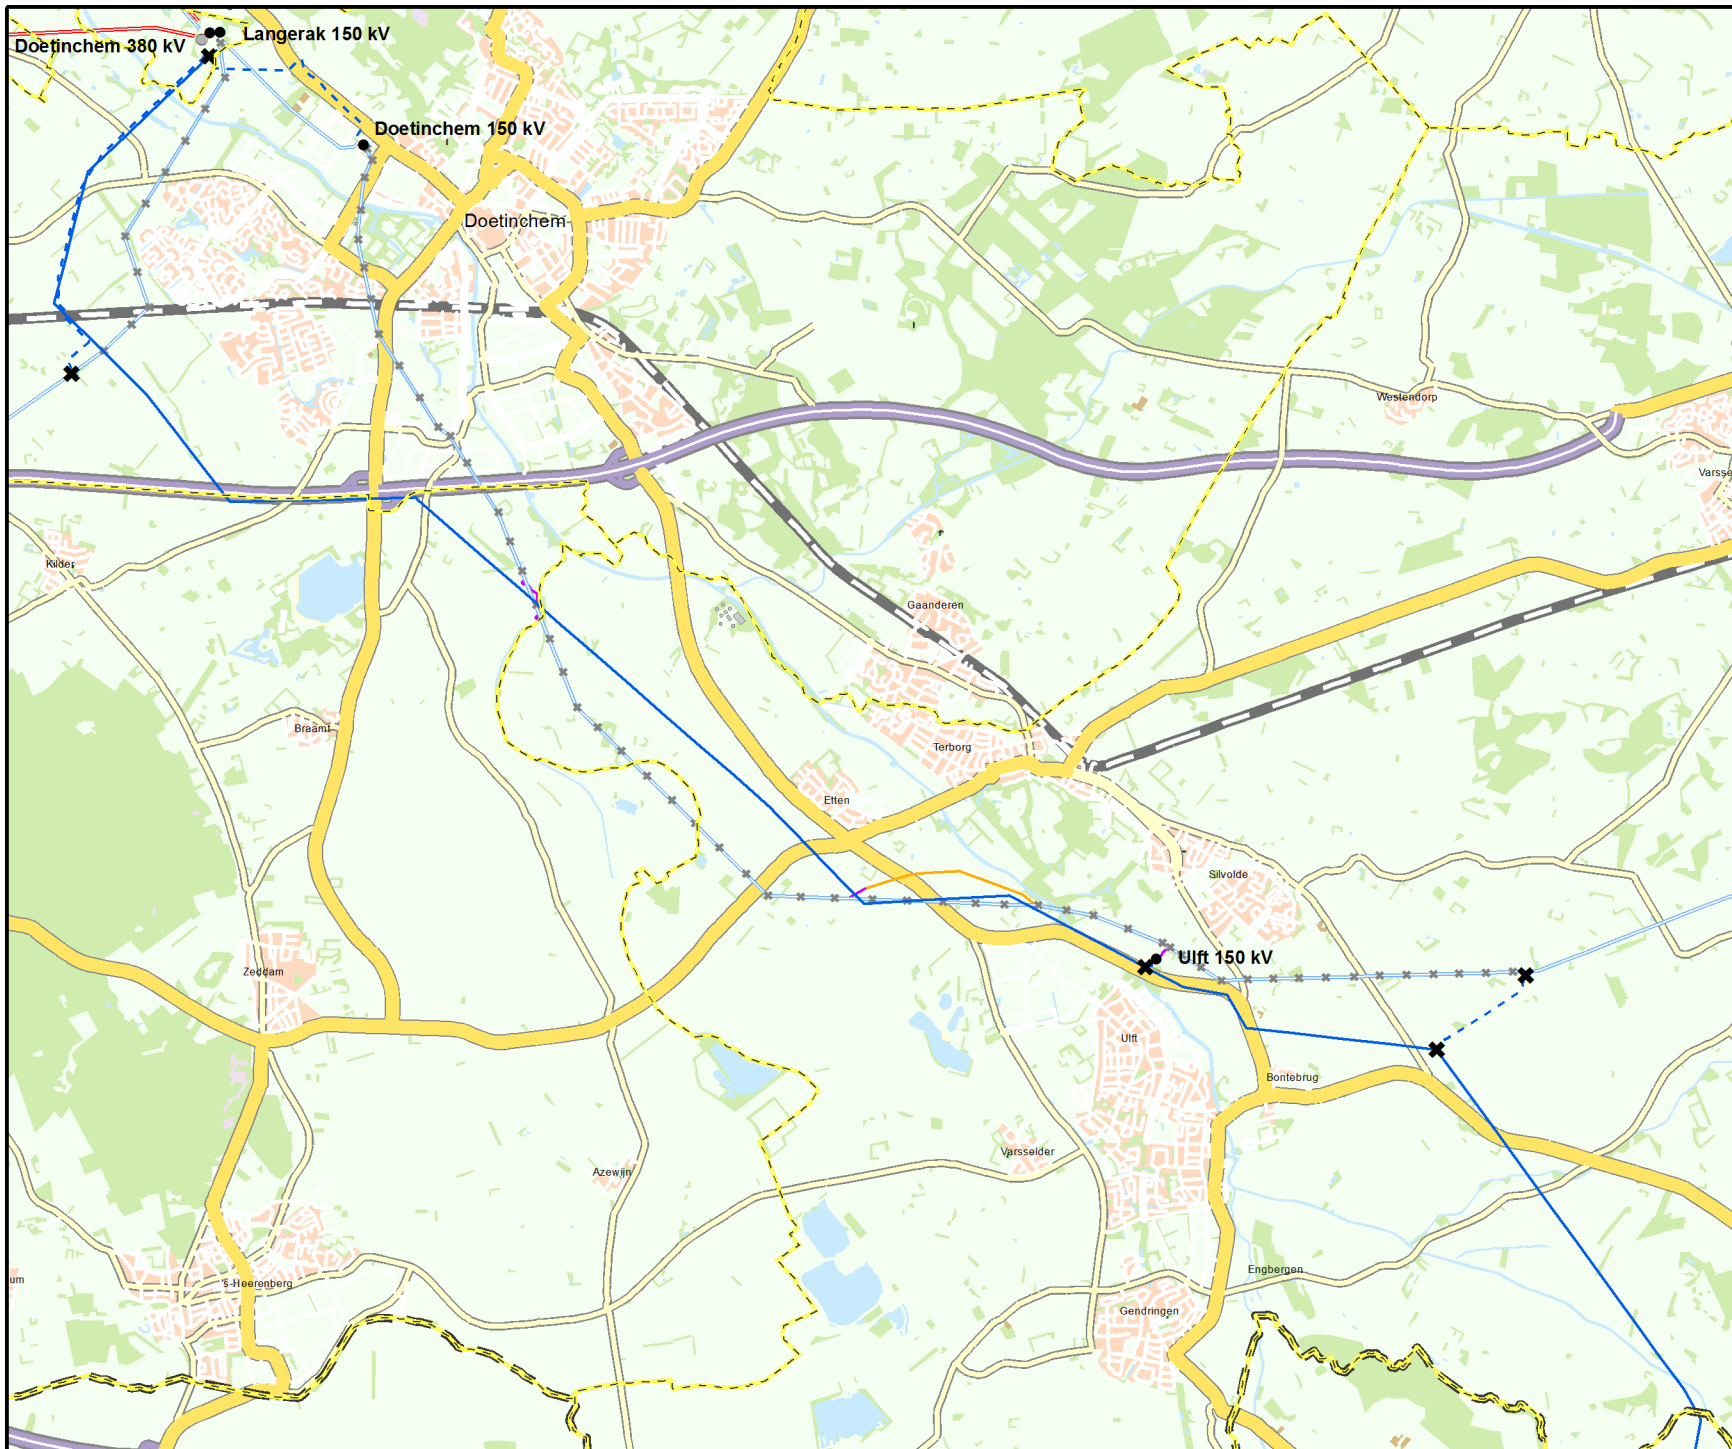 Langerak 150 kV
Doetinchem 380 kV
Doetinchem 150 kV
Doetinchem
Westendorp
Varsse
Kilder
Gaanderen
Braamt
Terborg
Etten
Silvolde
Zeddam
Ulft 150 kV
Ulft
Bontebrug
Varsselder
Azewijn
Engbergen
um
's-Heerenberg
Gendringen